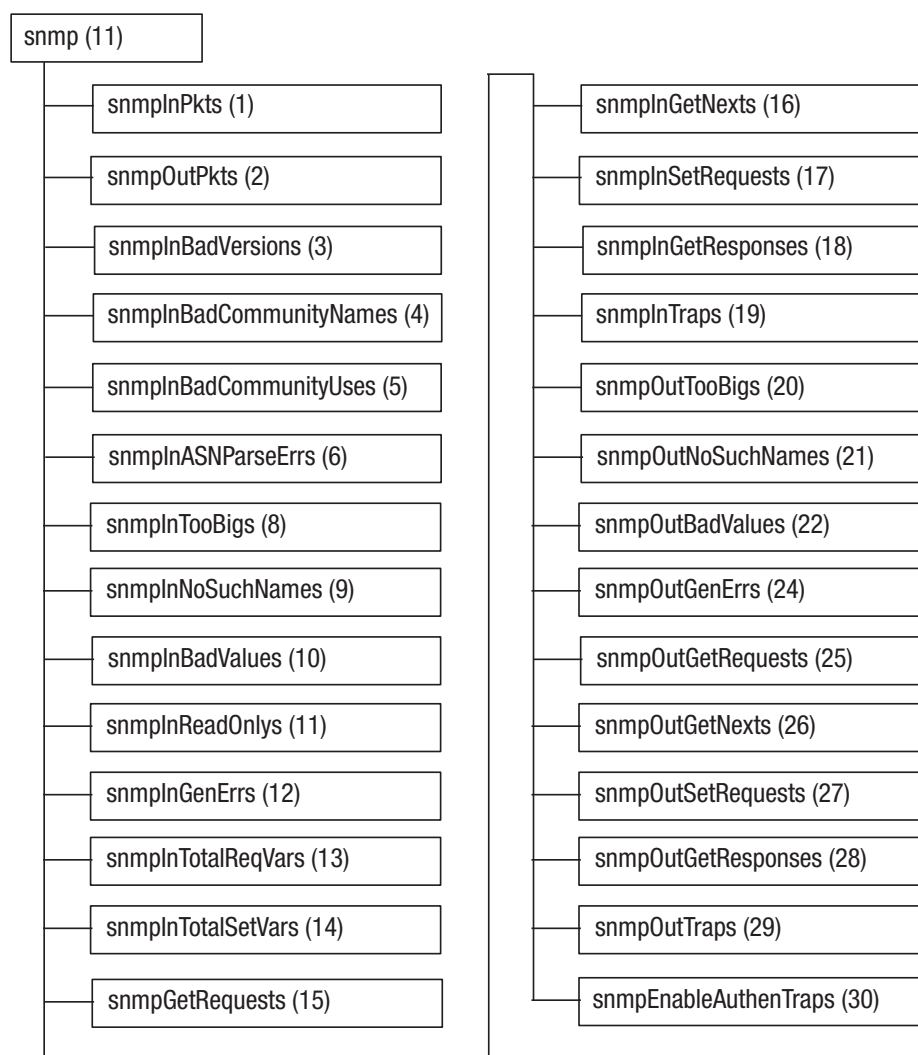 snmp (11)
snmpInPkts (1)
snmpOutPkts (2)
snmpInBadVersions (3)
snmpInBadCommunityNames (4)
snmpInBadCommunityUses (5)
snmpInASNParseErrs (6)
snmpInTooBigs (8)
snmpInNoSuchNames (9)
snmpInBadValues (10)
snmpInReadOnlys (11)
snmpInGenErrs (12)
snmpInTotalReqVars (13)
snmpInTotalSetVars (14)
snmpGetRequests (15)
snmpInGetNexts (16)
snmpInSetRequests (17)
snmpInGetResponses (18)
snmpInTraps (19)
snmpOutTooBigs (20)
snmpOutNoSuchNames (21)
snmpOutBadValues (22)
snmpOutGenErrs (24)
snmpOutGetRequests (25)
snmpOutGetNexts (26)
snmpOutSetRequests (27)
snmpOutGetResponses (28)
snmpOutTraps (29)
snmpEnableAuthenTraps (30)